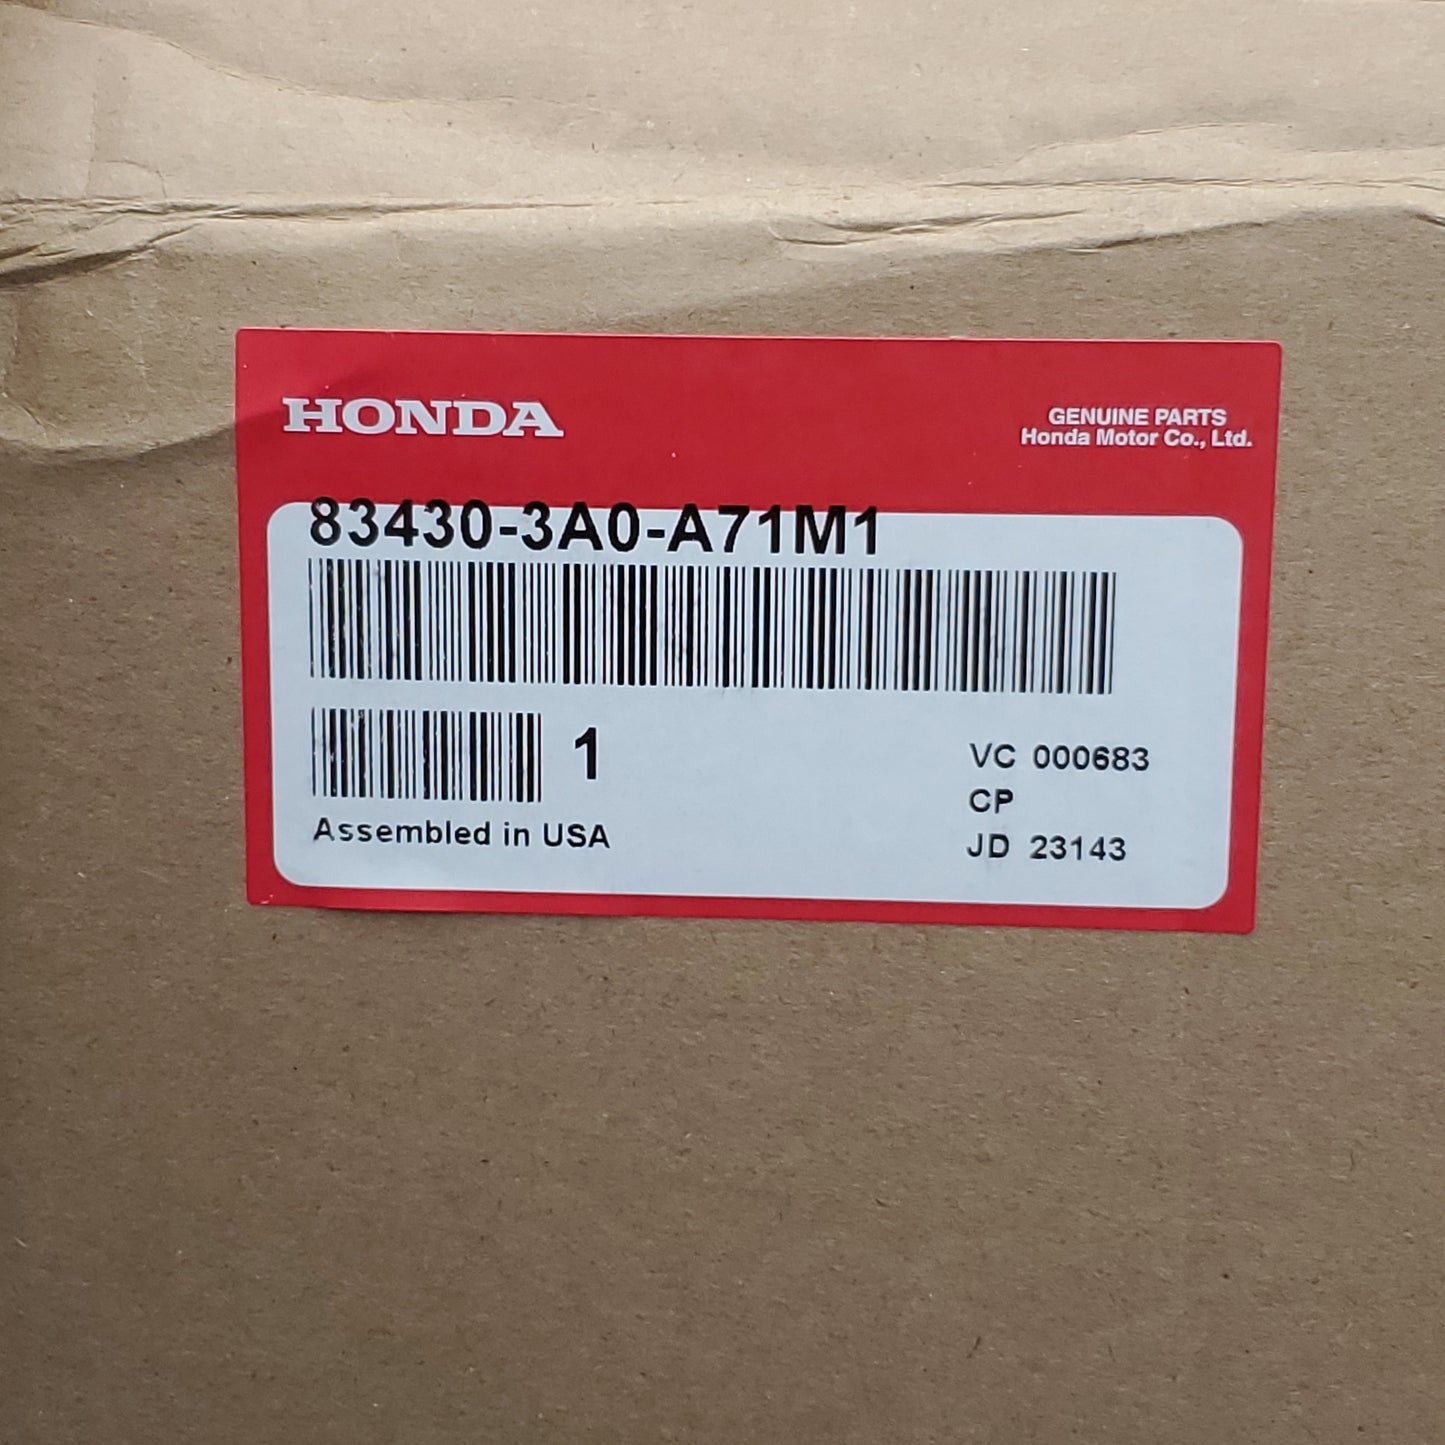 HONDA
GENUINE PARTS
Honda Motor Co., Ltd.
83430-3A0-A71M1
1
Assembled in USA
VC 000683
CP
JD 23143